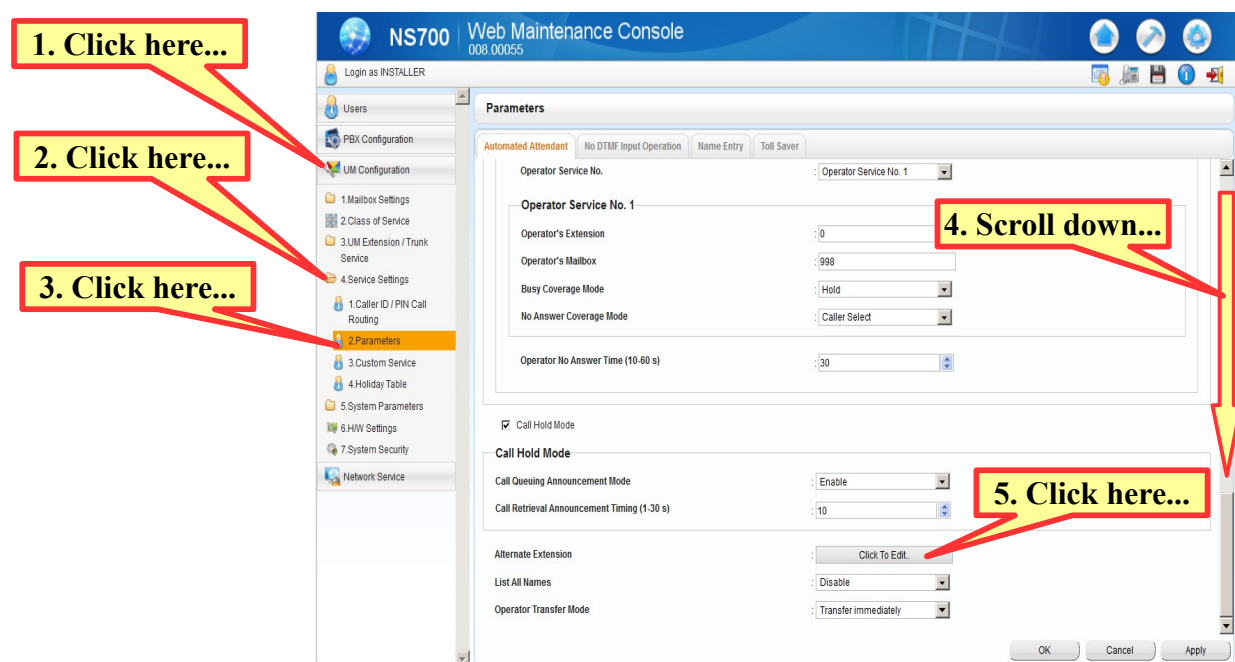 1. Click here...
2. Click here...
3. Click here...
NS700
Web Maintenance Console
008.00055
Login as INSTALLER
Users
PBX Configuration
UM Configuration
1.Mailbox Settings
2.Class of Service
3.UM Extension / Trunk
Service
4.Service Settings
1.Caller ID / PIN Call
Routing
2.Parameters
3.Custom Service
4.Holiday Table
5.System Parameters
6.H/W Settings
7.System Security
Network Service
Parameters
Automated Attendant No DTMF Input Operation Name Entry Toll Saver
Operator Service No. : Operator Service No. 1
Operator Service No. 1
4. Scroll down...
Operator's Extension : 0
Operator's Mailbox : 998
Busy Coverage Mode : Hold
No Answer Coverage Mode : Caller Select
Operator No Answer Time (10-60 s) : 30
Call Hold Mode
Call Hold Mode
Call Queuing Announcement Mode : Enable
5. Click here...
Call Retrieval Announcement Timing (1-30 s) : 10
Alternate Extension : Click To Edit..
List All Names : Disable
Operator Transfer Mode : Transfer immediately
OK Cancel Apply